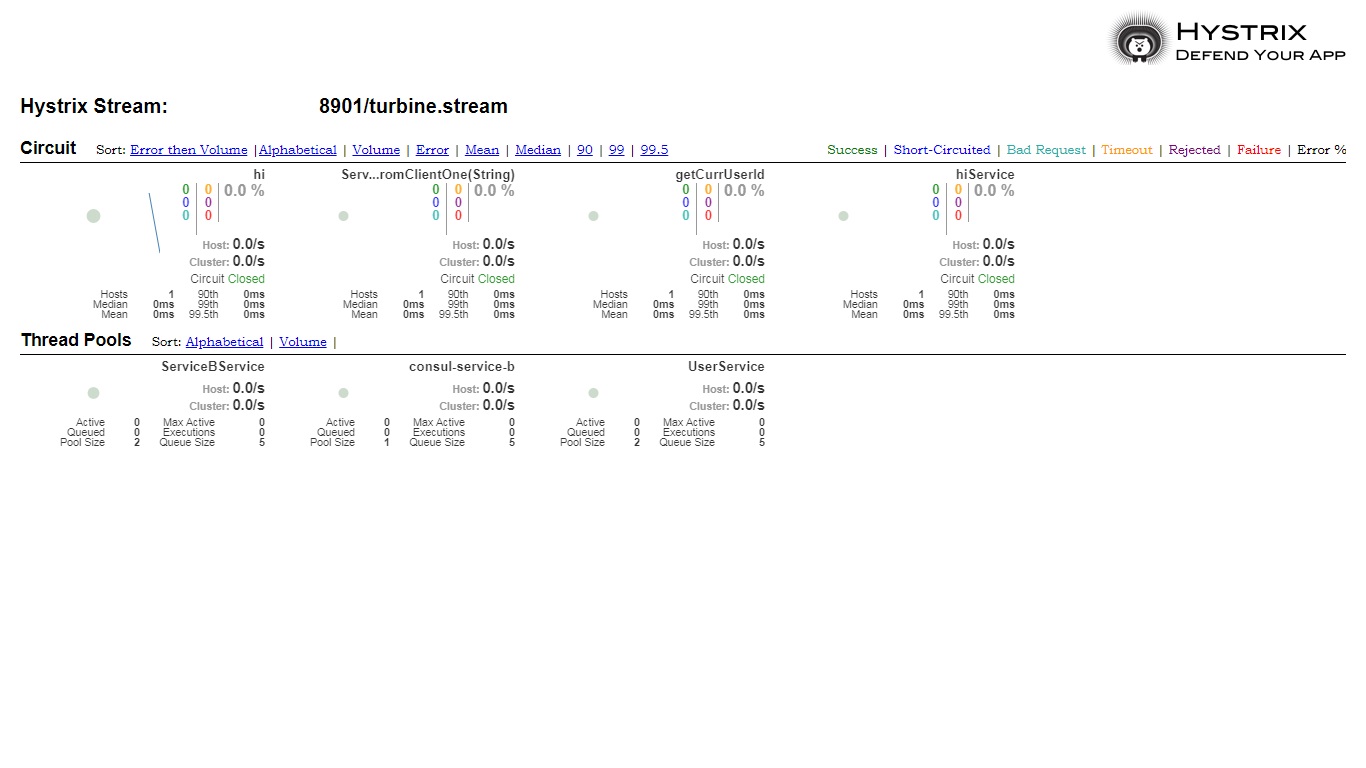 HYSTRIX
DEFEND YOUR APP
Hystrix Stream: 8901/turbine.stream
Circuit Sort: Error then Volume | Alphabetical | Volume | Error | Mean | Median | 90 | 99 | 99.5 Success | Short-Circuited | Bad Request | Timeout | Rejected | Failure | Error %
hi Serv...romClientOne(String) getCurrUserId hiService
0 0 0.0 % 0 0 0.0 % 0 0 0.0 % 0 0 0.0 %
0 0 0 0 0 0 0 0
0 0 0 0 0 0 0 0
Host: 0.0/s Host: 0.0/s Host: 0.0/s Host: 0.0/s
Cluster: 0.0/s Cluster: 0.0/s Cluster: 0.0/s Cluster: 0.0/s
Circuit Closed Circuit Closed Circuit Closed Circuit Closed
Hosts 1 90th 0ms Hosts 1 90th 0ms Hosts 1 90th 0ms Hosts 1 90th 0ms
Median 0ms 99th 0ms Median 0ms 99th 0ms Median 0ms 99th 0ms Median 0ms 99th 0ms
Mean 0ms 99.5th 0ms Mean 0ms 99.5th 0ms Mean 0ms 99.5th 0ms Mean 0ms 99.5th 0ms
Thread Pools Sort: Alphabetical | Volume |
ServiceBService consul-service-b UserService
Host: 0.0/s Host: 0.0/s Host: 0.0/s
Cluster: 0.0/s Cluster: 0.0/s Cluster: 0.0/s
Active 0 Max Active 0 Active 0 Max Active 0 Active 0 Max Active 0
Queued 0 Executions 0 Queued 0 Executions 0 Queued 0 Executions 0
Pool Size 2 Queue Size 5 Pool Size 1 Queue Size 5 Pool Size 2 Queue Size 5